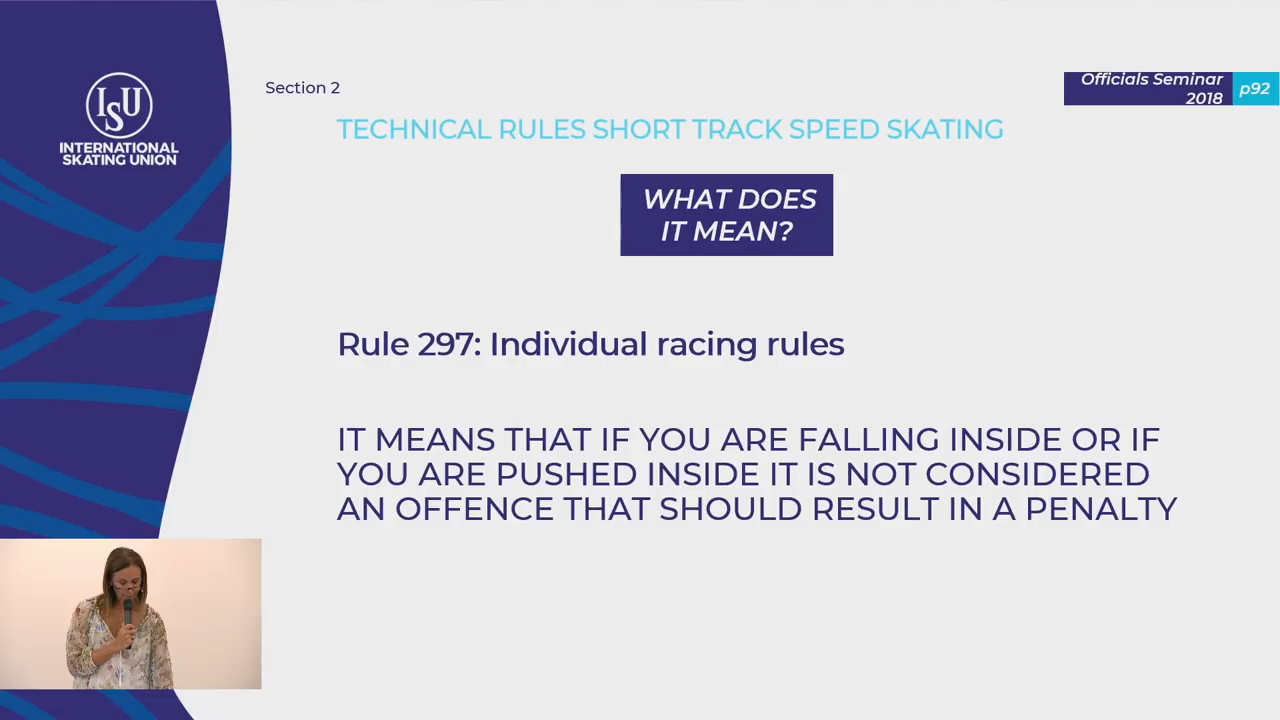 ISU
INTERNATIONAL
SKATING UNION
Section 2
Officials Seminar
2018
p92
TECHNICAL RULES SHORT TRACK SPEED SKATING
WHAT DOES
IT MEAN?
Rule 297: Individual racing rules
IT MEANS THAT IF YOU ARE FALLING INSIDE OR IF
YOU ARE PUSHED INSIDE IT IS NOT CONSIDERED
AN OFFENCE THAT SHOULD RESULT IN A PENALTY